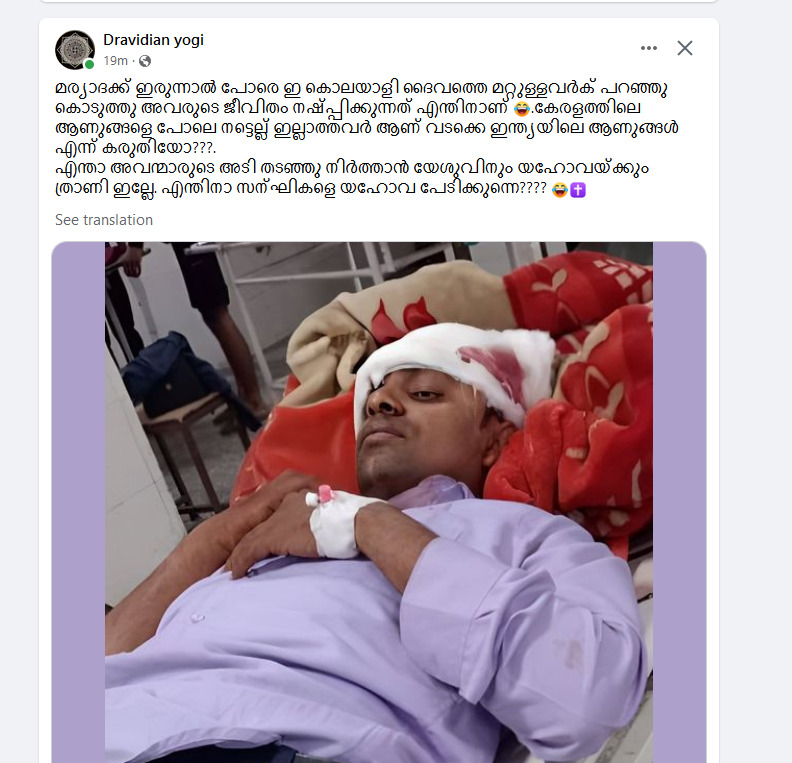 Dravidian yogi
19m
മര്യാദക്ക് ഇരുന്നാൽ പോരെ ഇ കൊലയാളി ദൈവത്തെ മറ്റുള്ളവർക് പറഞ്ഞു
കൊടുത്തു അവരുടെ ജീവിതം നഷ്പ്പിക്കുന്നത് എന്തിനാണ് 😂.കേരളത്തിലെ
ആണുങ്ങളെ പോലെ നട്ടെല്ല് ഇല്ലാത്തവർ ആണ് വടക്കെ ഇന്ത്യയിലെ ആണുങ്ങൾ
എന്ന് കരുതിയോ???.
എന്താ അവന്മാരുടെ അടി തടഞ്ഞു നിർത്താൻ യേശുവിനും യഹോവയ്ക്കും
ത്രാണി ഇല്ലേ. എന്തിനാ സന്ഘികളെ യഹോവ പേടിക്കുന്നെ???? 😂✝️
See translation